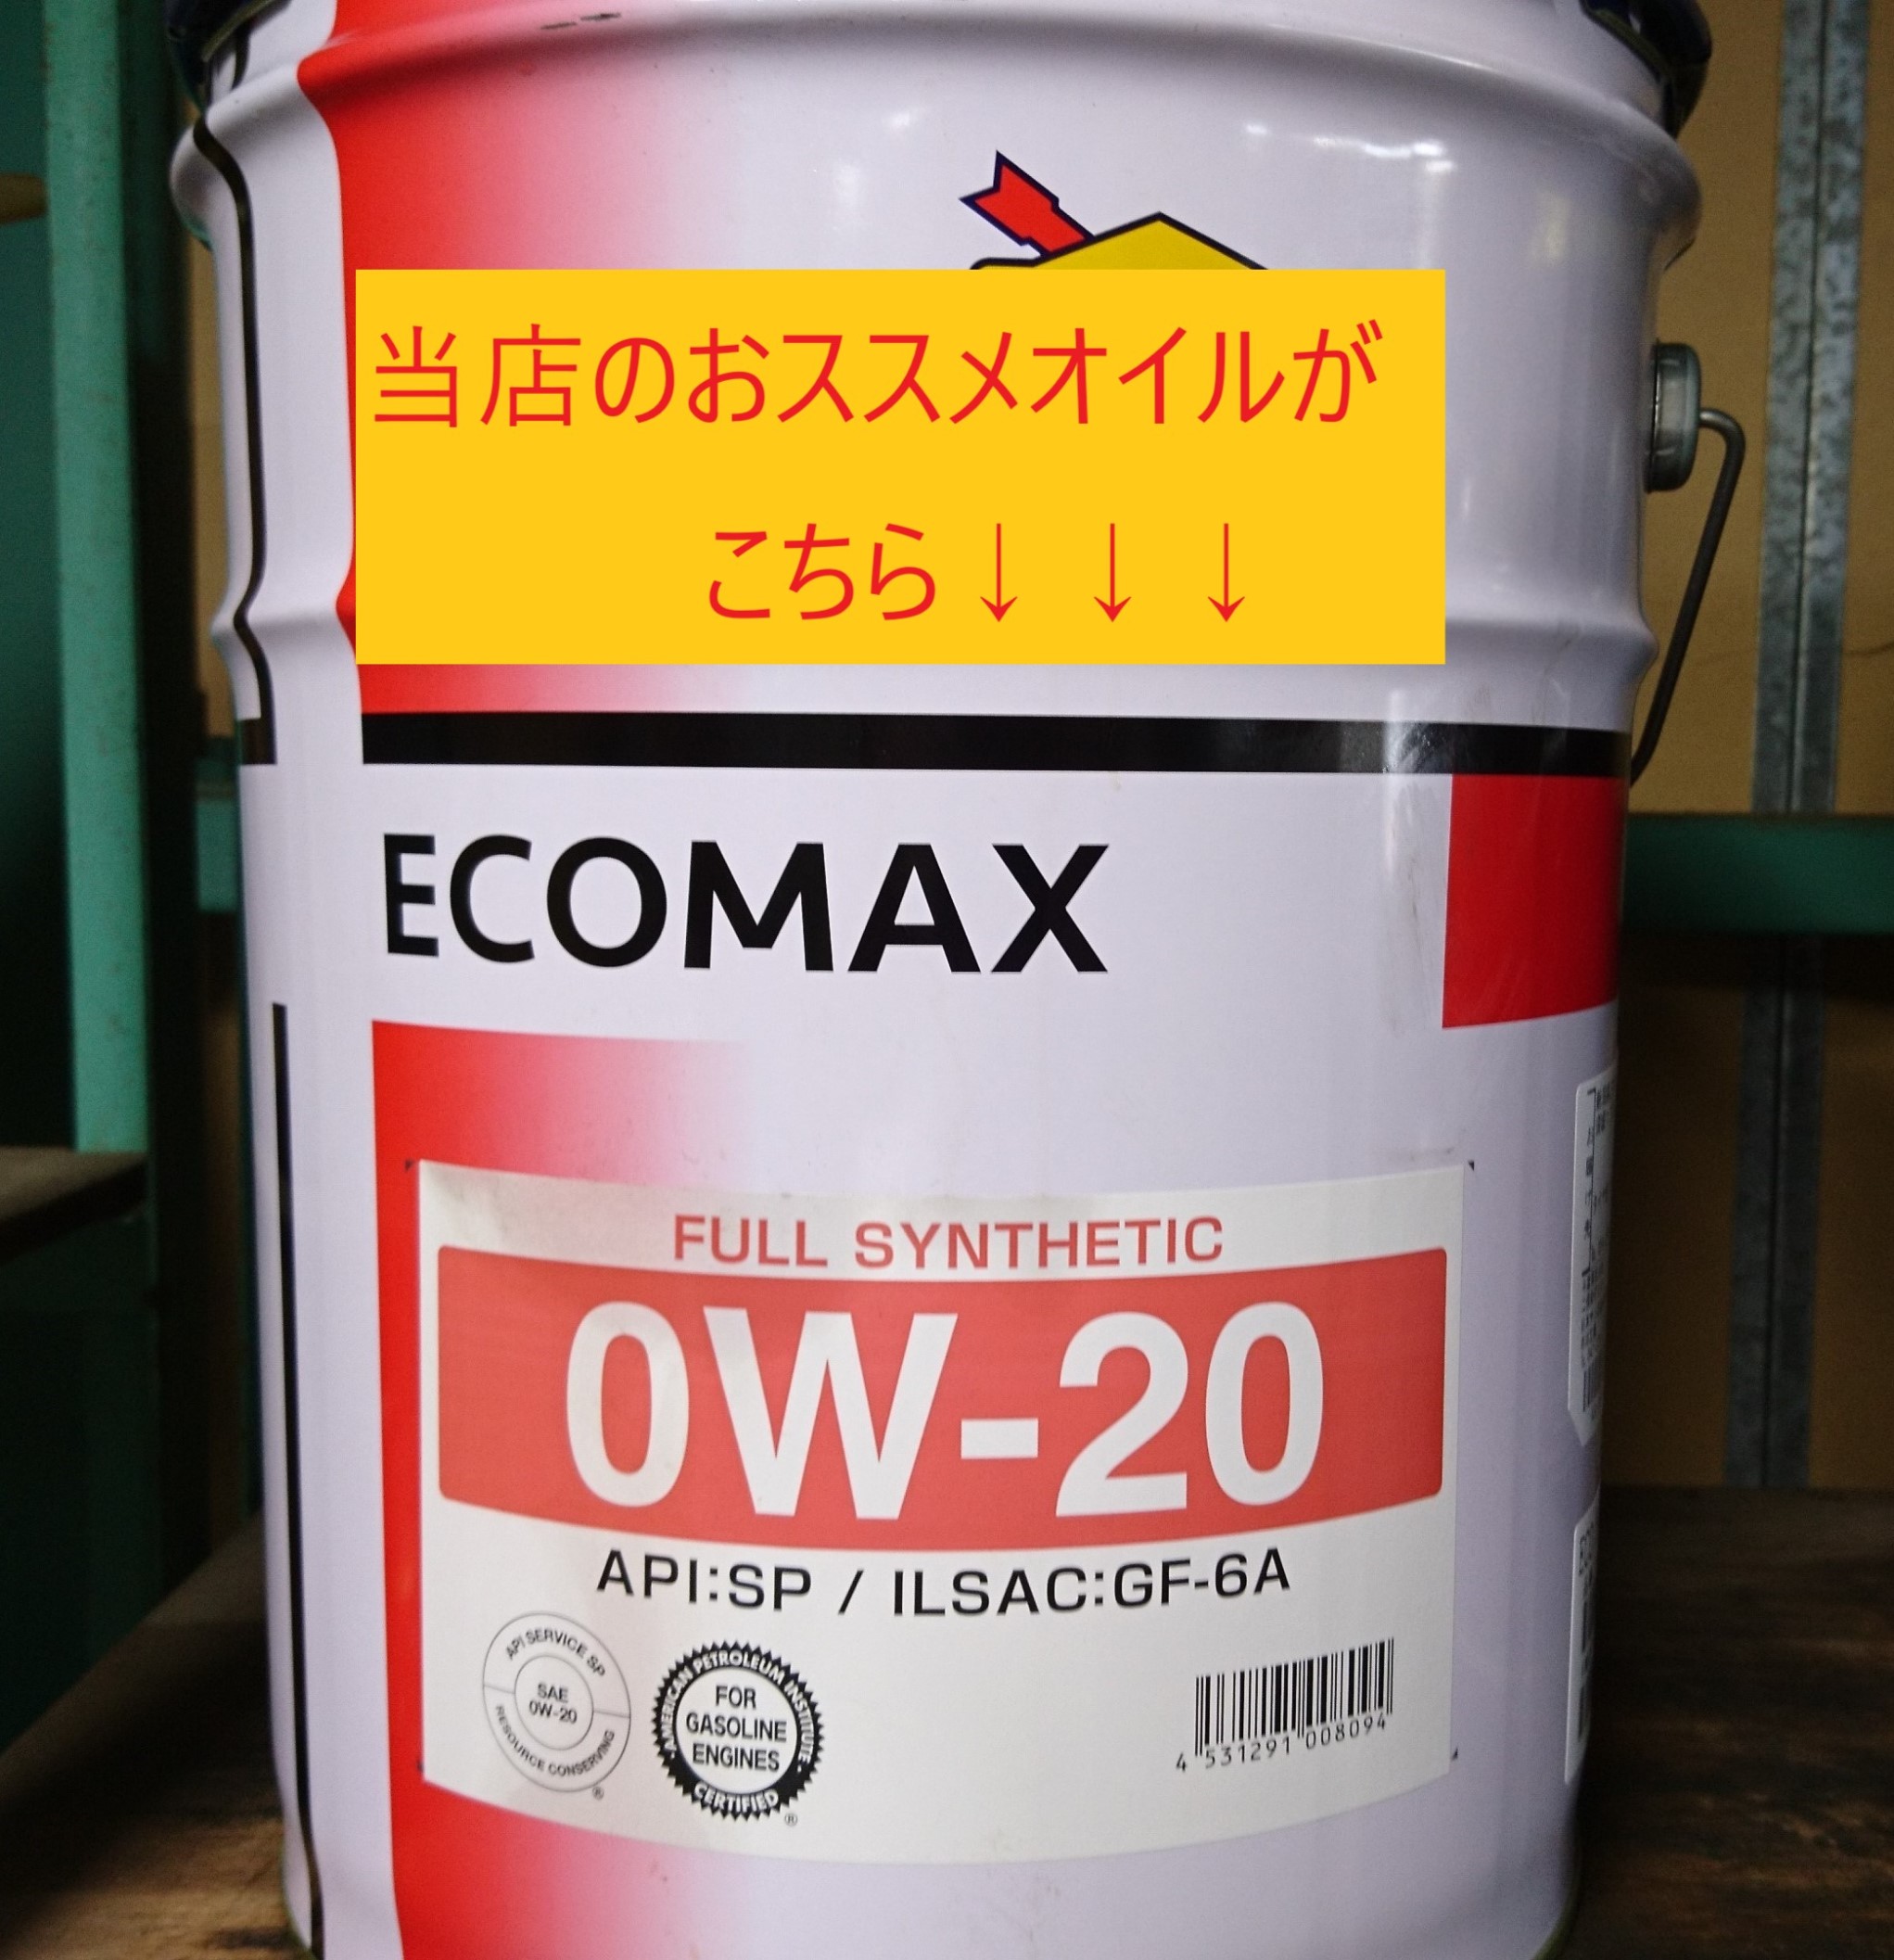 当店のおススメオイルが
こちら↓ ↓ ↓
ECOMAX
FULL SYNTHETIC
0W-20
API:SP / ILSAC:GF-6A
API SERVICE SP
SAE
0W-20
RESOURCE CONSERVING
®
AMERICAN PETROLEUM INSTITUTE
FOR
GASOLINE
ENGINES
CERTIFIED
®
4 531291 008094